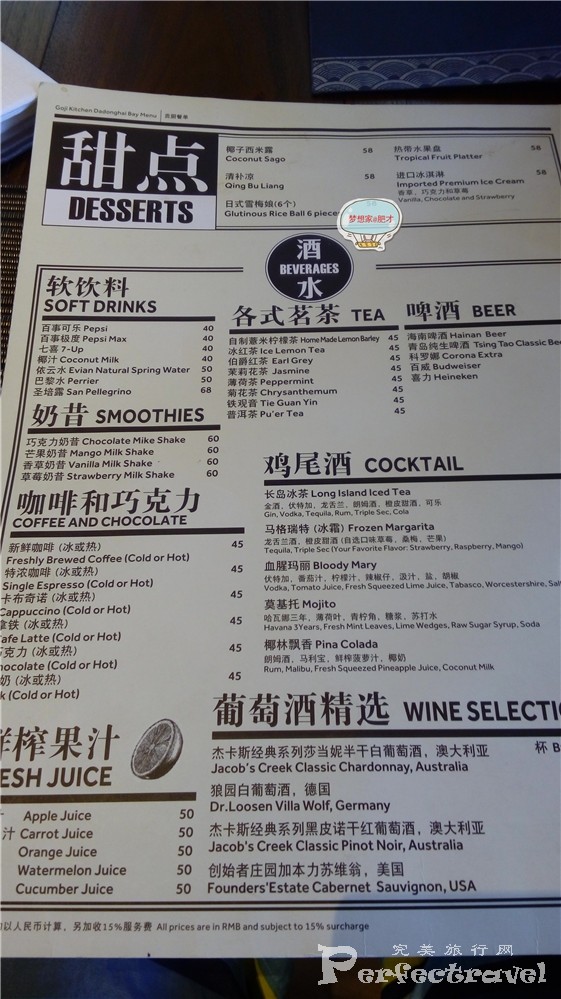 Goji Kitchen Dadonghai Bay Menu
甜点
DESSERTS
椰子西米露 58
Coconut Sago
清补凉 58
Qing Bu Liang
日式雪梅娘(6个)
Glutinous Rice Ball 6 pieces
热带水果盘 58
Tropical Fruit Platter
进口冰淇淋 58
Imported Premium Ice Cream
香草，巧克力和草莓
Vanilla, Chocolate and Strawberry
梦想家@肥才
酒
BEVERAGES
水
软饮料
SOFT DRINKS
百事可乐 Pepsi 40
百事极度 Pepsi Max 40
七喜 7-Up 40
椰汁 Coconut Milk 40
依云水 Evian Natural Spring Water 50
巴黎水 Perrier 50
圣培露 San Pellegrino 68
奶昔 SMOOTHIES
巧克力奶昔 Chocolate Mike Shake 60
芒果奶昔 Mango Milk Shake 60
香草奶昔 Vanilla Milk Shake 60
草莓奶昔 Strawberry Milk Shake 60
咖啡和巧克力
COFFEE AND CHOCOLATE
新鲜咖啡 (冰或热) 45
Freshly Brewed Coffee (Cold or Hot)
特浓咖啡 (冰或热) 45
Single Espresso (Cold or Hot)
卡布奇诺 (冰或热) 45
Cappuccino (Cold or Hot)
拿铁 (冰或热) 45
Cafe Latte (Cold or Hot)
巧克力 (冰或热) 45
Chocolate (Cold or Hot)
奶 (冰或热) 45
k (Cold or Hot)
鲜榨果汁
FRESH JUICE
Apple Juice 50
汁 Carrot Juice 50
Orange Juice 50
Watermelon Juice 50
Cucumber Juice 50
各式茗茶 TEA
自制薏米柠檬茶 Home Made Lemon Barley 45
冰红茶 Ice Lemon Tea 45
伯爵红茶 Earl Grey 45
茉莉花茶 Jasmine 45
薄荷茶 Peppermint 45
菊花茶 Chrysanthemum 45
铁观音 Tie Guan Yin 45
普洱茶 Pu'er Tea 45
啤酒 BEER
海南啤酒 Hainan Beer
青岛纯生啤酒 Tsing Tao Classic Bee
科罗娜 Corona Extra
百威 Budweiser
喜力 Heineken
鸡尾酒 COCKTAIL
长岛冰茶 Long Island Iced Tea
金酒，伏特加，龙舌兰，朗姆酒，橙皮甜酒，可乐
Gin, Vodka, Tequila, Rum, Triple Sec, Cola
马格瑞特 (冰霜) Frozen Margarita
龙舌兰酒，橙皮甜酒 (自选口味草莓，桑梅，芒果)
Tequila, Triple Sec (Your Favorite Flavor: Strawberry, Raspberry, Mango)
血腥玛丽 Bloody Mary
伏特加，番茄汁，柠檬汁，辣椒仔，汲汁，盐，胡椒
Vodka, Tomato Juice, Fresh Squeezed Lime Juice, Tabasco, Worcestershire, Salt
莫基托 Mojito
哈瓦娜三年，薄荷叶，青柠角，糖浆，苏打水
Havana 3Years, Fresh Mint Leaves, Lime Wedges, Raw Sugar Syrup, Soda
椰林飘香 Pina Colada
朗姆酒，马利宝，鲜榨菠萝汁，椰奶
Rum, Malibu, Fresh Squeezed Pineapple Juice, Coconut Milk
葡萄酒精选 WINE SELECTIO
杰卡斯经典系列莎当妮半干白葡萄酒，澳大利亚 杯 B
Jacob's Creek Classic Chardonnay, Australia
狼园白葡萄酒，德国
Dr.Loosen Villa Wolf, Germany
杰卡斯经典系列黑皮诺干红葡萄酒，澳大利亚
Jacob's Creek Classic Pinot Noir, Australia
创始者庄园加本力苏维翁，美国
Founders'Estate Cabernet Sauvignon, USA
以人民币计算，另加收15%服务费 All prices are in RMB and subject to 15% surcharge
完美旅行网
Perfectravel